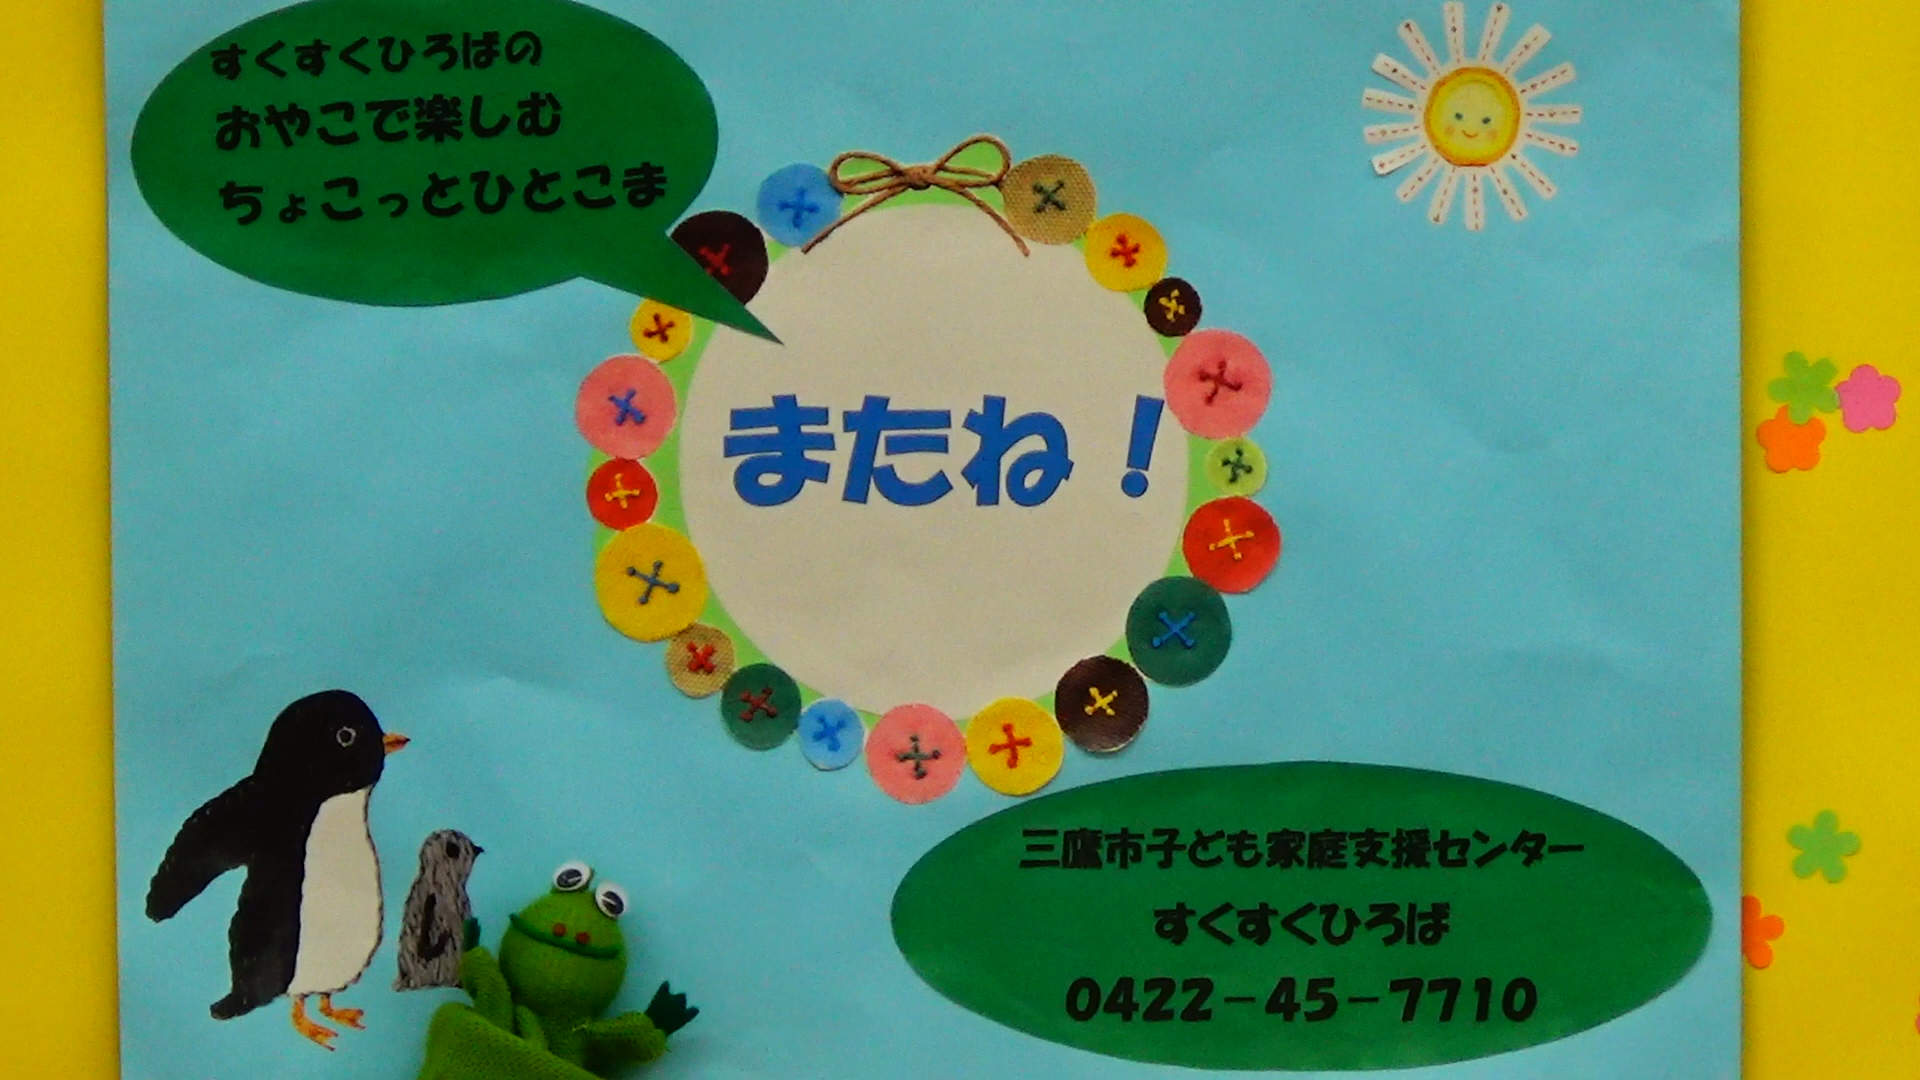 すくすくひろばの
おやこで楽しむ
ちょこっとひとこま
またね！
三鷹市子ども家庭支援センター
すくすくひろば
0422－45－7710